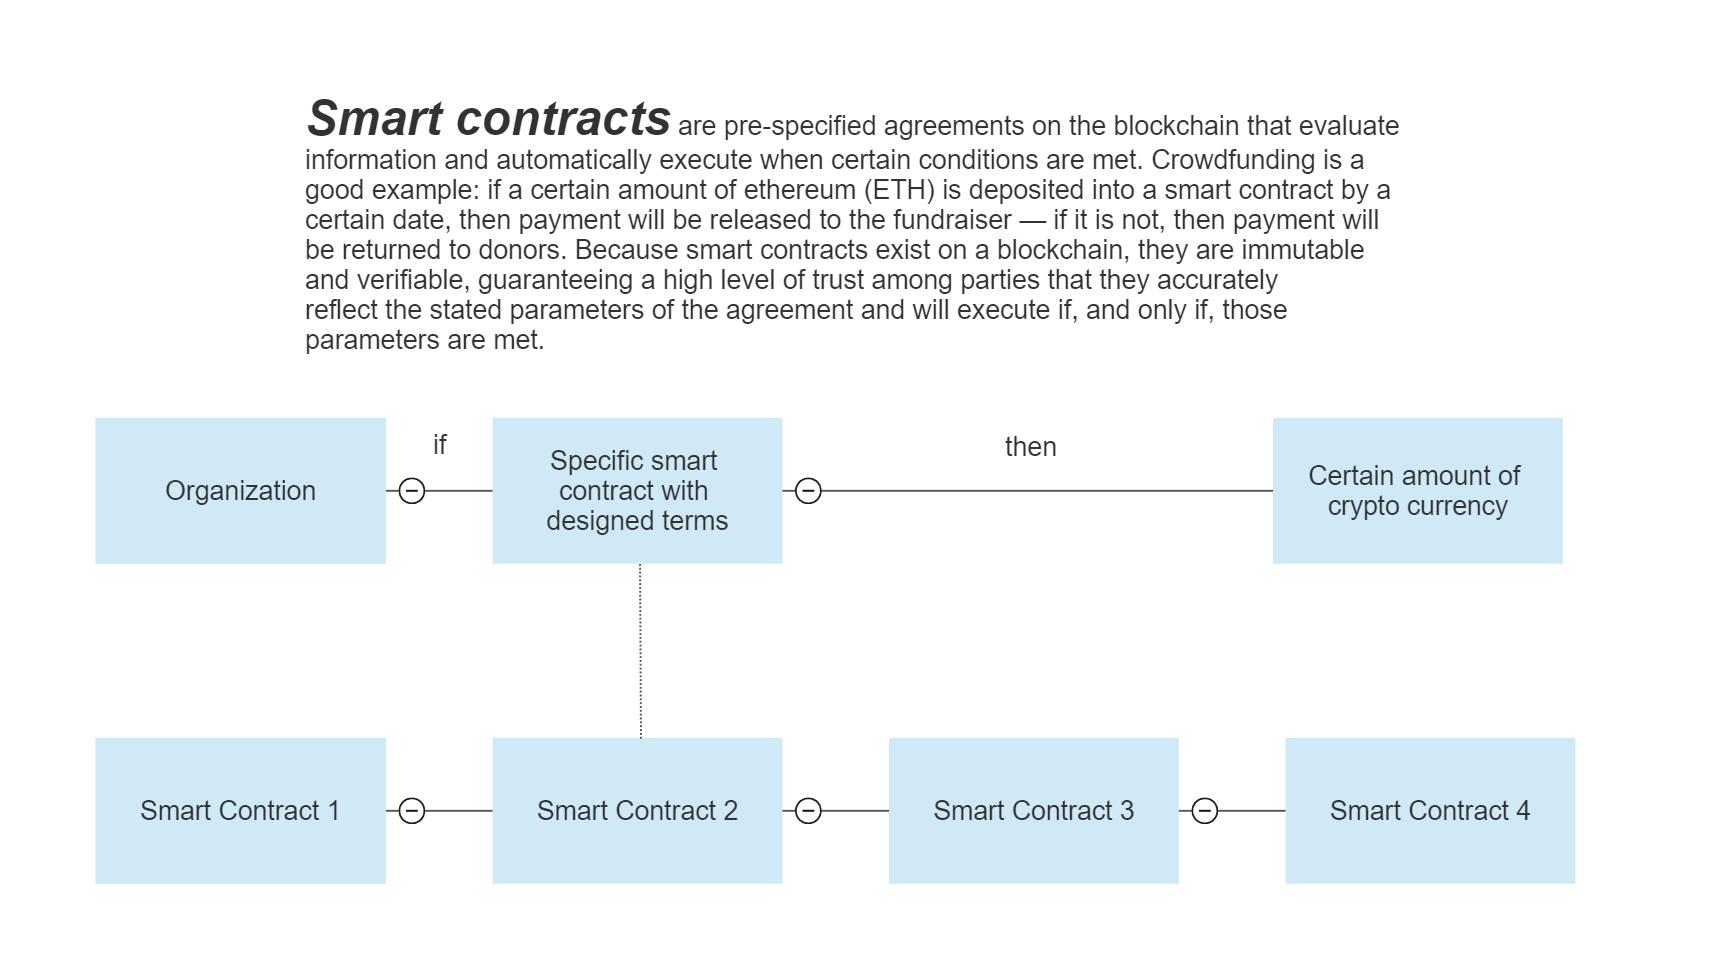 Smart contracts are pre-specified agreements on the blockchain that evaluate
information and automatically execute when certain conditions are met. Crowdfunding is a
good example: if a certain amount of ethereum (ETH) is deposited into a smart contract by a
certain date, then payment will be released to the fundraiser — if it is not, then payment will
be returned to donors. Because smart contracts exist on a blockchain, they are immutable
and verifiable, guaranteeing a high level of trust among parties that they accurately
reflect the stated parameters of the agreement and will execute if, and only if, those
parameters are met.
Organization
if
Specific smart
contract with
designed terms
then
Certain amount of
crypto currency
Smart Contract 1
Smart Contract 2
Smart Contract 3
Smart Contract 4